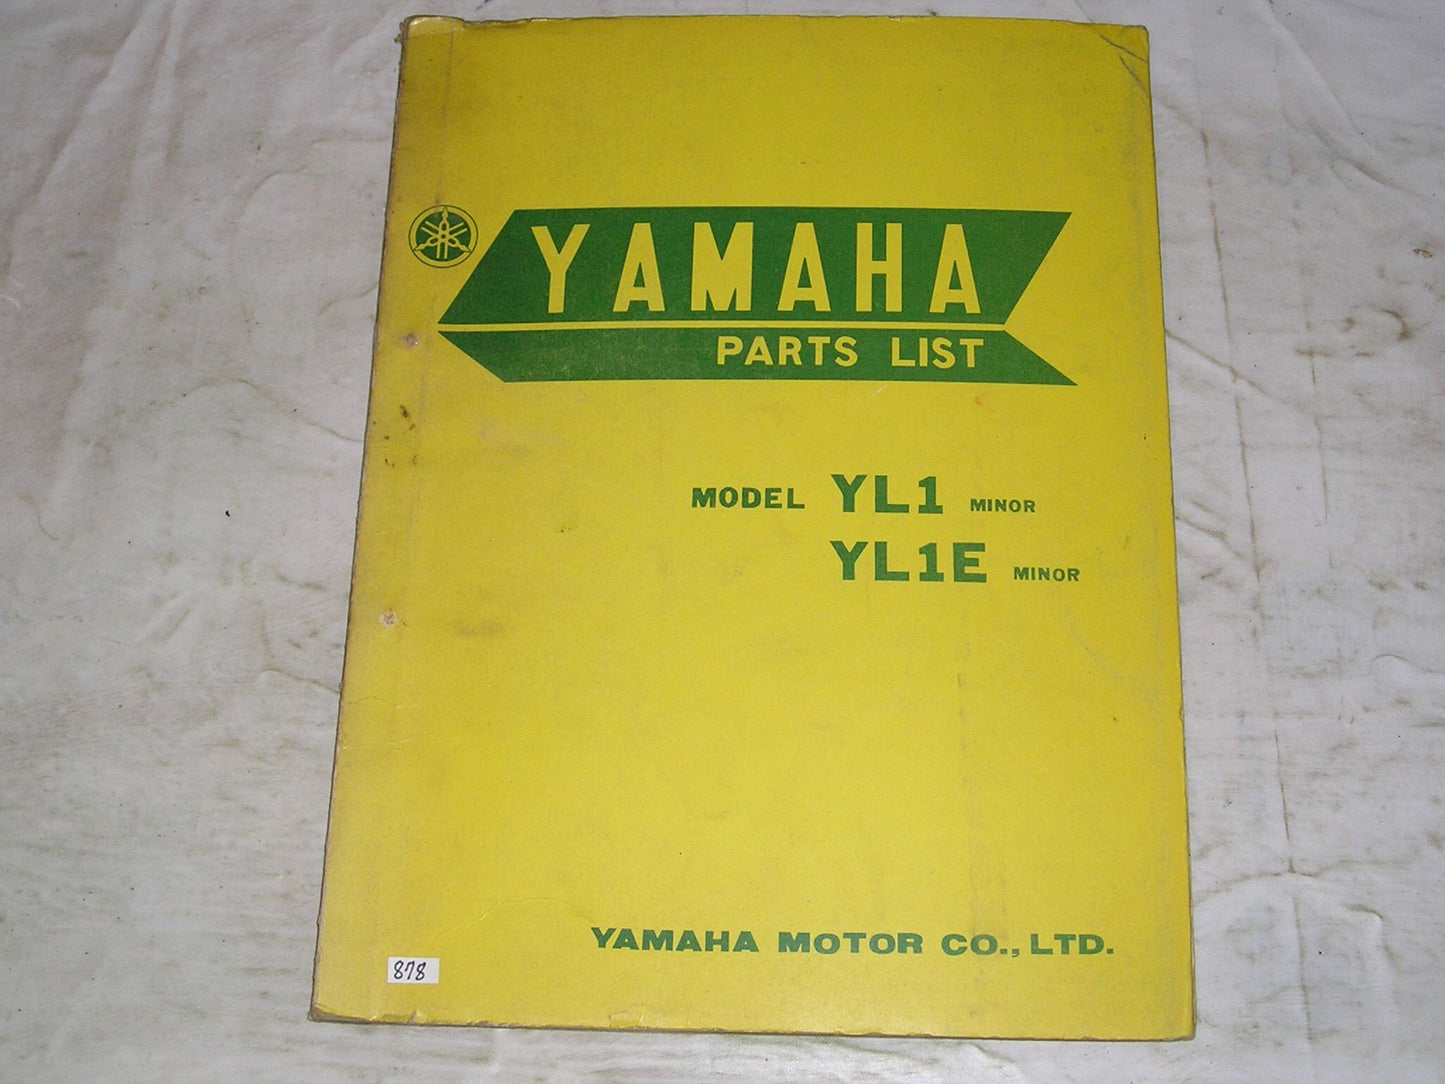 YAMAHA
PARTS LIST
MODEL YL1 MINOR
YL1E MINOR
YAMAHA MOTOR CO., LTD.
878